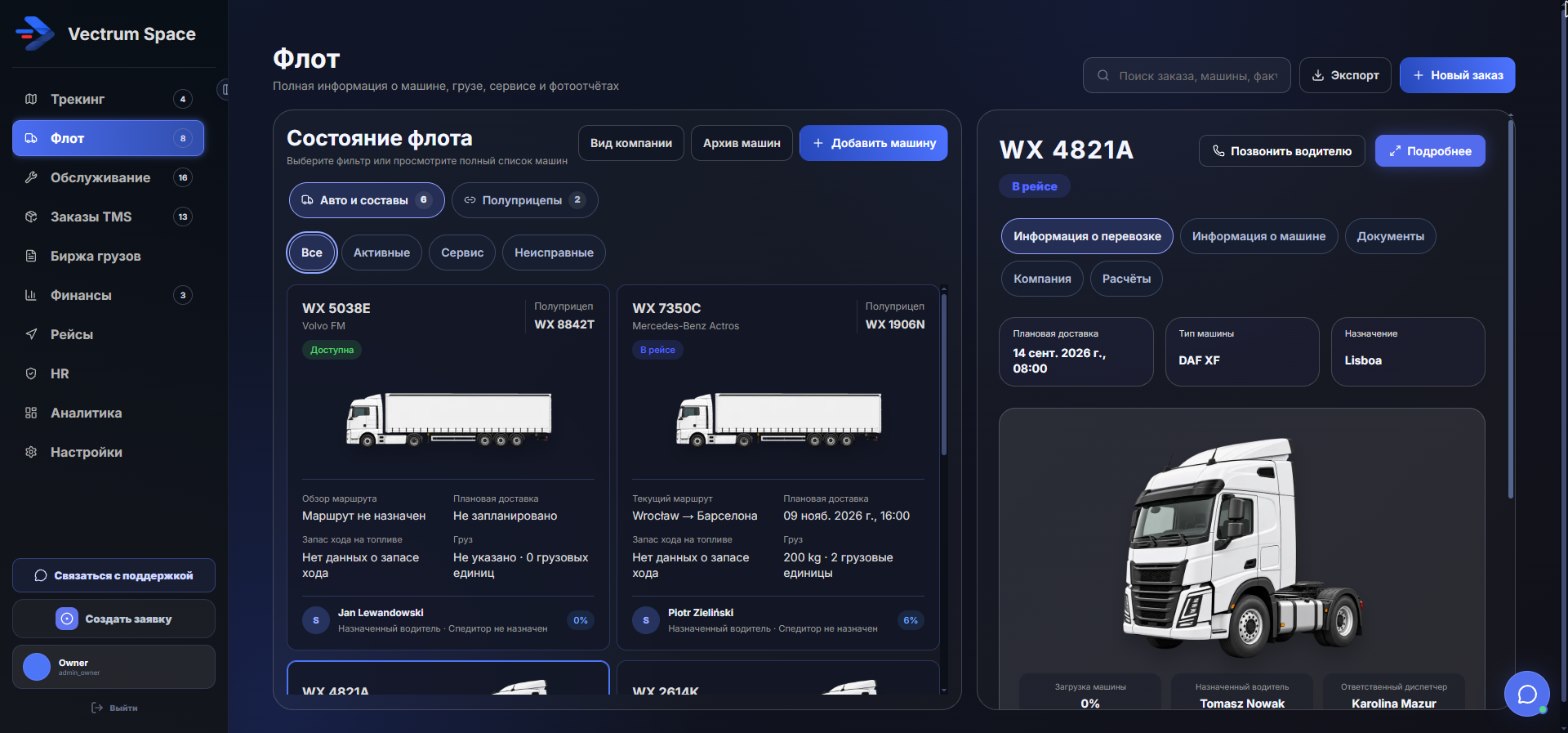 Vectrum Space
Трекинг 4
Флот 8
Обслуживание 16
Заказы TMS 13
Биржа грузов
Финансы 3
Рейсы
HR
Аналитика
Настройки
Связаться с поддержкой
Создать заявку
Owner
admin_owner
Выйти
Флот
Полная информация о машине, грузе, сервисе и фотоотчётах
Поиск заказа, машины, фак
Экспорт
+ Новый заказ
Состояние флота
Выберите фильтр или просмотрите полный список машин
Вид компании
Архив машин
+ Добавить машину
Авто и составы 6
Полуприцепы 2
Все
Активные
Сервис
Неисправные
WX 5038E
Volvo FM
Полуприцеп
WX 8842T
Доступна
Обзор маршрута
Маршрут не назначен
Плановая доставка
Не запланировано
Запас хода на топливе
Нет данных о запасе
хода
Груз
Не указано · 0 грузовых
единиц
S
Jan Lewandowski
Назначенный водитель · Спедитор не назначен
0%
WX 7350C
Mercedes-Benz Actros
Полуприцеп
WX 1906N
В рейсе
Текущий маршрут
Wrocław → Барселона
Плановая доставка
09 нояб. 2026 г., 16:00
Запас хода на топливе
Нет данных о запасе
хода
Груз
200 kg · 2 грузовые
единицы
S
Piotr Zieliński
Назначенный водитель · Спедитор не назначен
6%
WX 4821A
WX 2614K
WX 4821A
Позвонить водителю
Подробнее
В рейсе
Информация о перевозке
Информация о машине
Документы
Компания
Расчёты
Плановая доставка
14 сент. 2026 г.,
08:00
Тип машины
DAF XF
Назначение
Lisboa
Загрузка машины
0%
Назначенный водитель
Tomasz Nowak
Ответственный диспетчер
Karolina Mazur